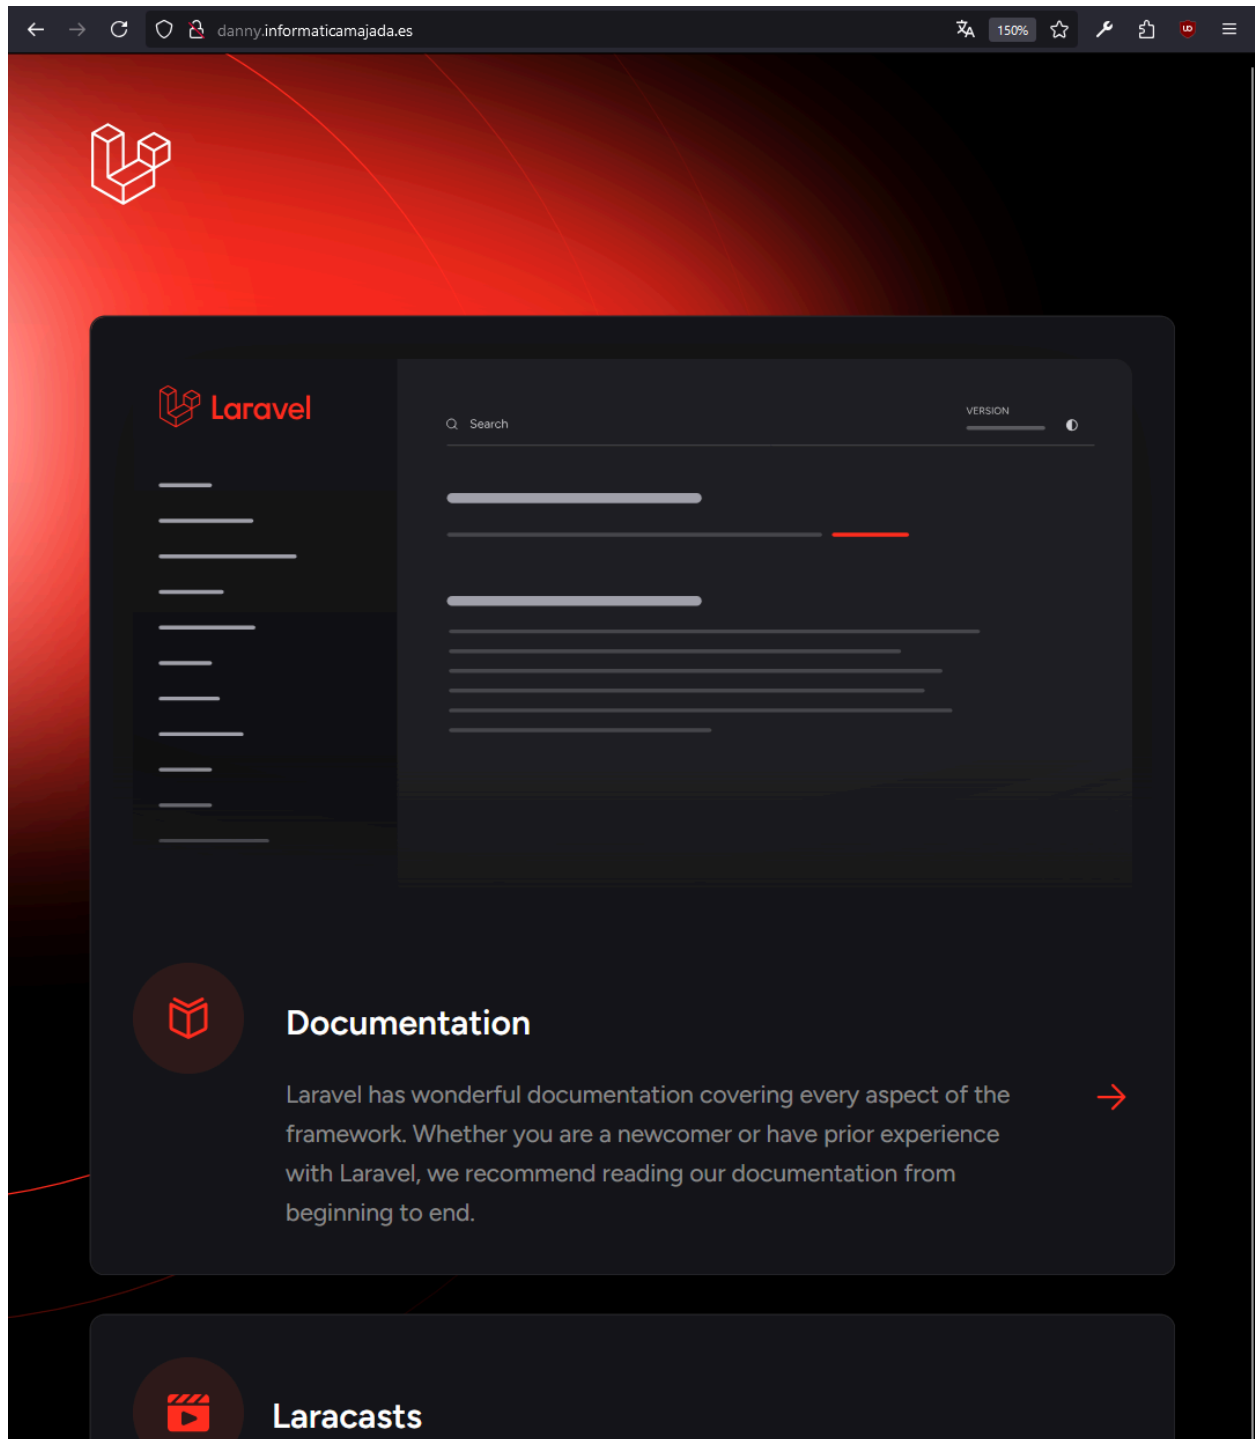 danny.informaticamajada.es
150%
Laravel
Search
VERSION
Documentation
Laravel has wonderful documentation covering every aspect of the
framework. Whether you are a newcomer or have prior experience
with Laravel, we recommend reading our documentation from
beginning to end.
Laracasts